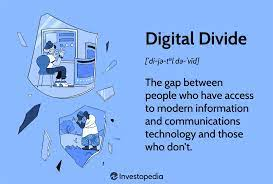 Digital Divide
[ˈdi-jə-tᵊl də-ˈvīd]
The gap between
people who have access
to modern information
and communications
technology and those
who don't.
Investopedia